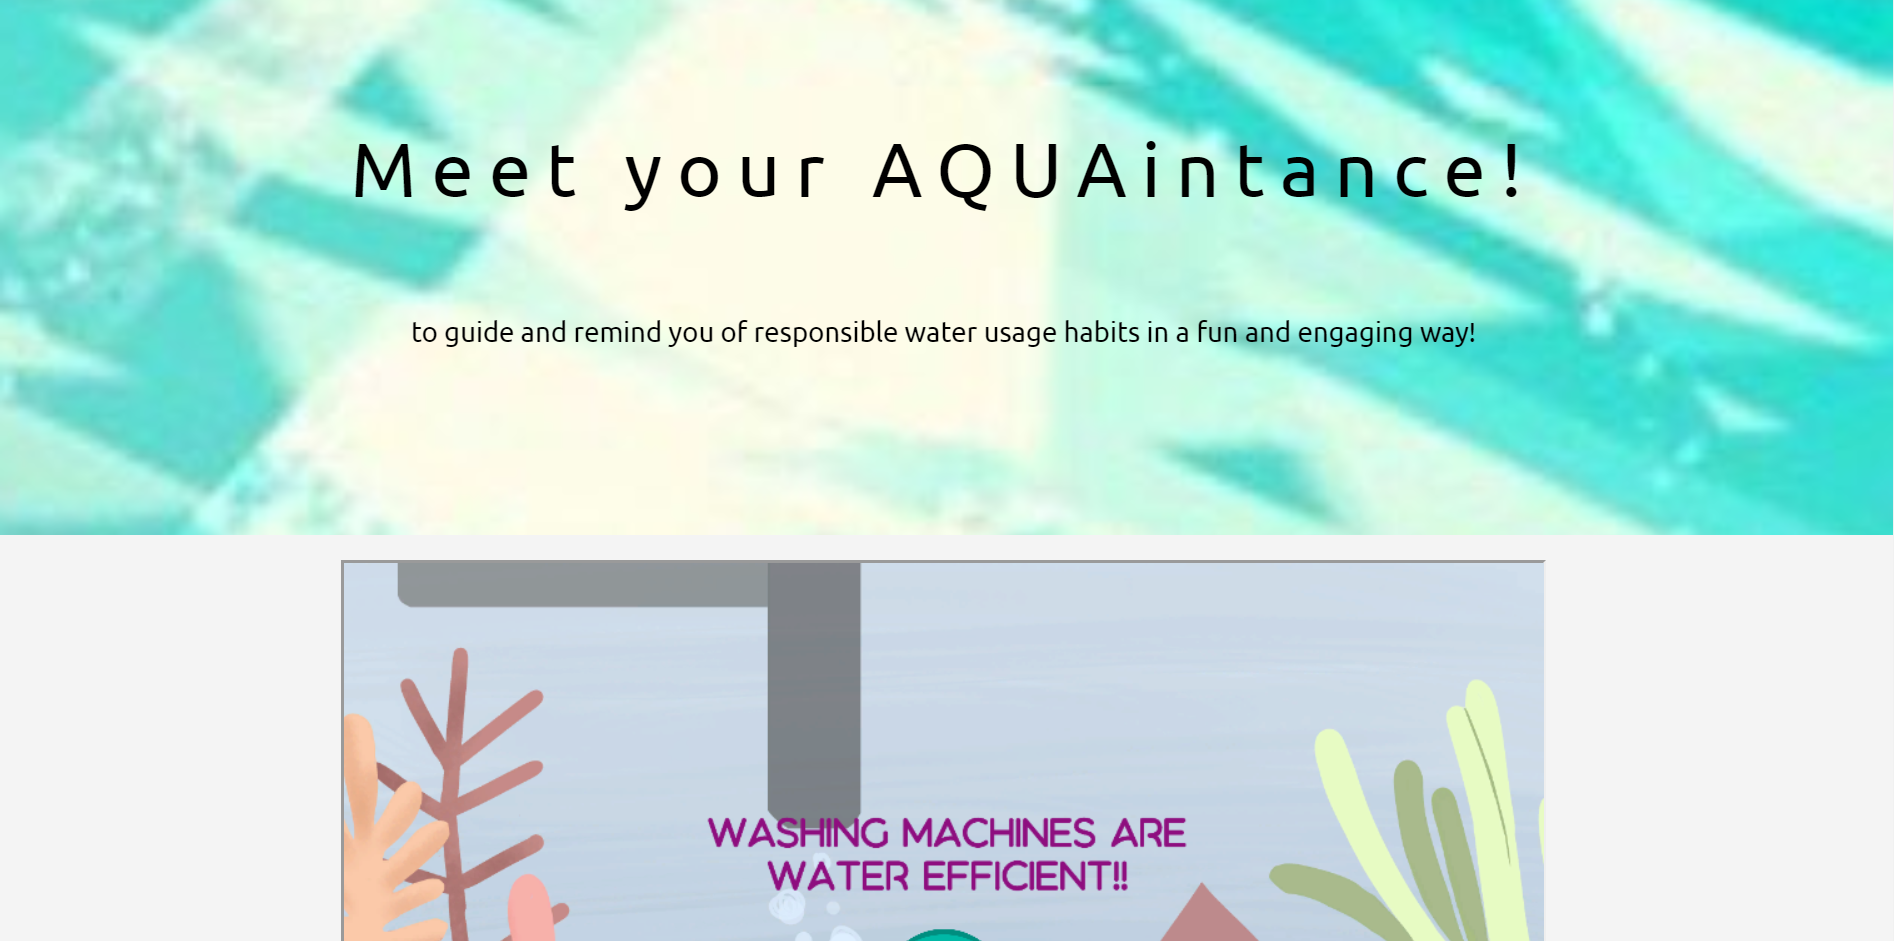 Meet your AQUAintance!
to guide and remind you of responsible water usage habits in a fun and engaging way!
WASHING MACHINES ARE
WATER EFFICIENT!!